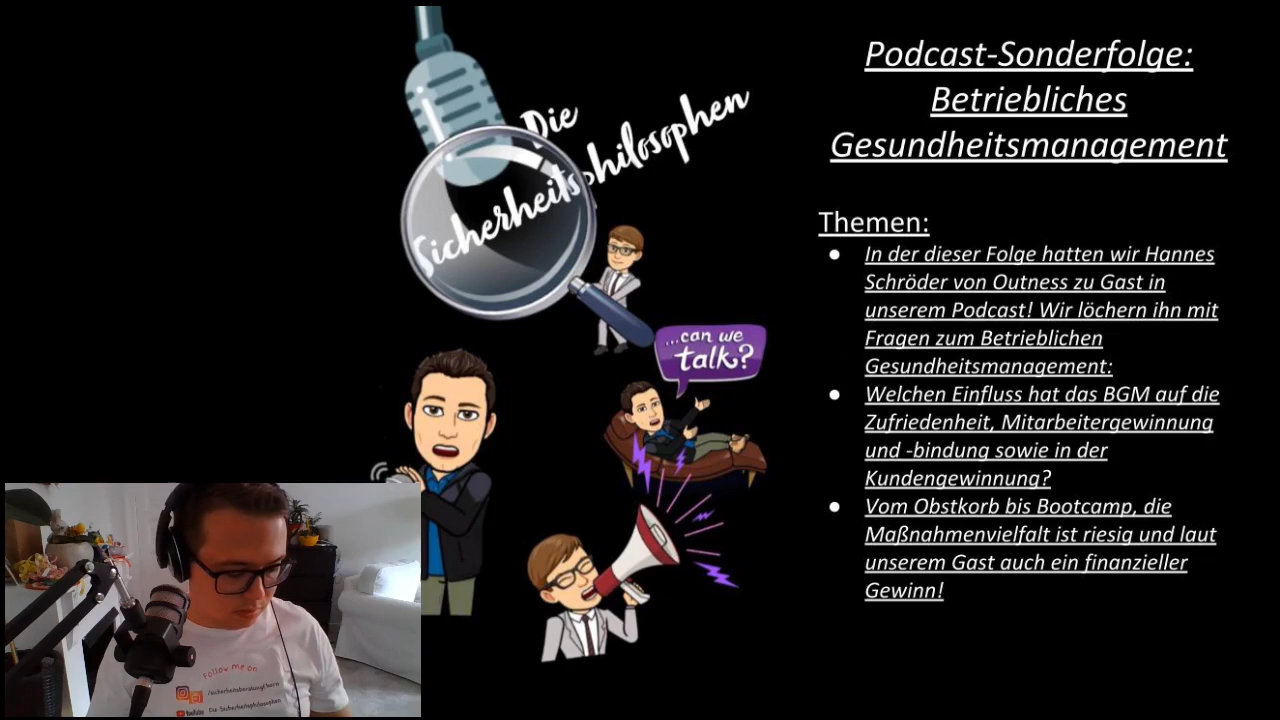 Die
Sicherheitsphilosophen
...can we
talk?
Podcast-Sonderfolge:
Betriebliches
Gesundheitsmanagement
Themen:
● In der dieser Folge hatten wir Hannes
Schröder von Outness zu Gast in
unserem Podcast! Wir löchern ihn mit
Fragen zum Betrieblichen
Gesundheitsmanagement:
● Welchen Einfluss hat das BGM auf die
Zufriedenheit, Mitarbeitergewinnung
und -bindung sowie in der
Kundengewinnung?
● Vom Obstkorb bis Bootcamp, die
Maßnahmenvielfalt ist riesig und laut
unserem Gast auch ein finanzieller
Gewinn!
Follow me on
YouTube Die Sicherheitsphilosophen